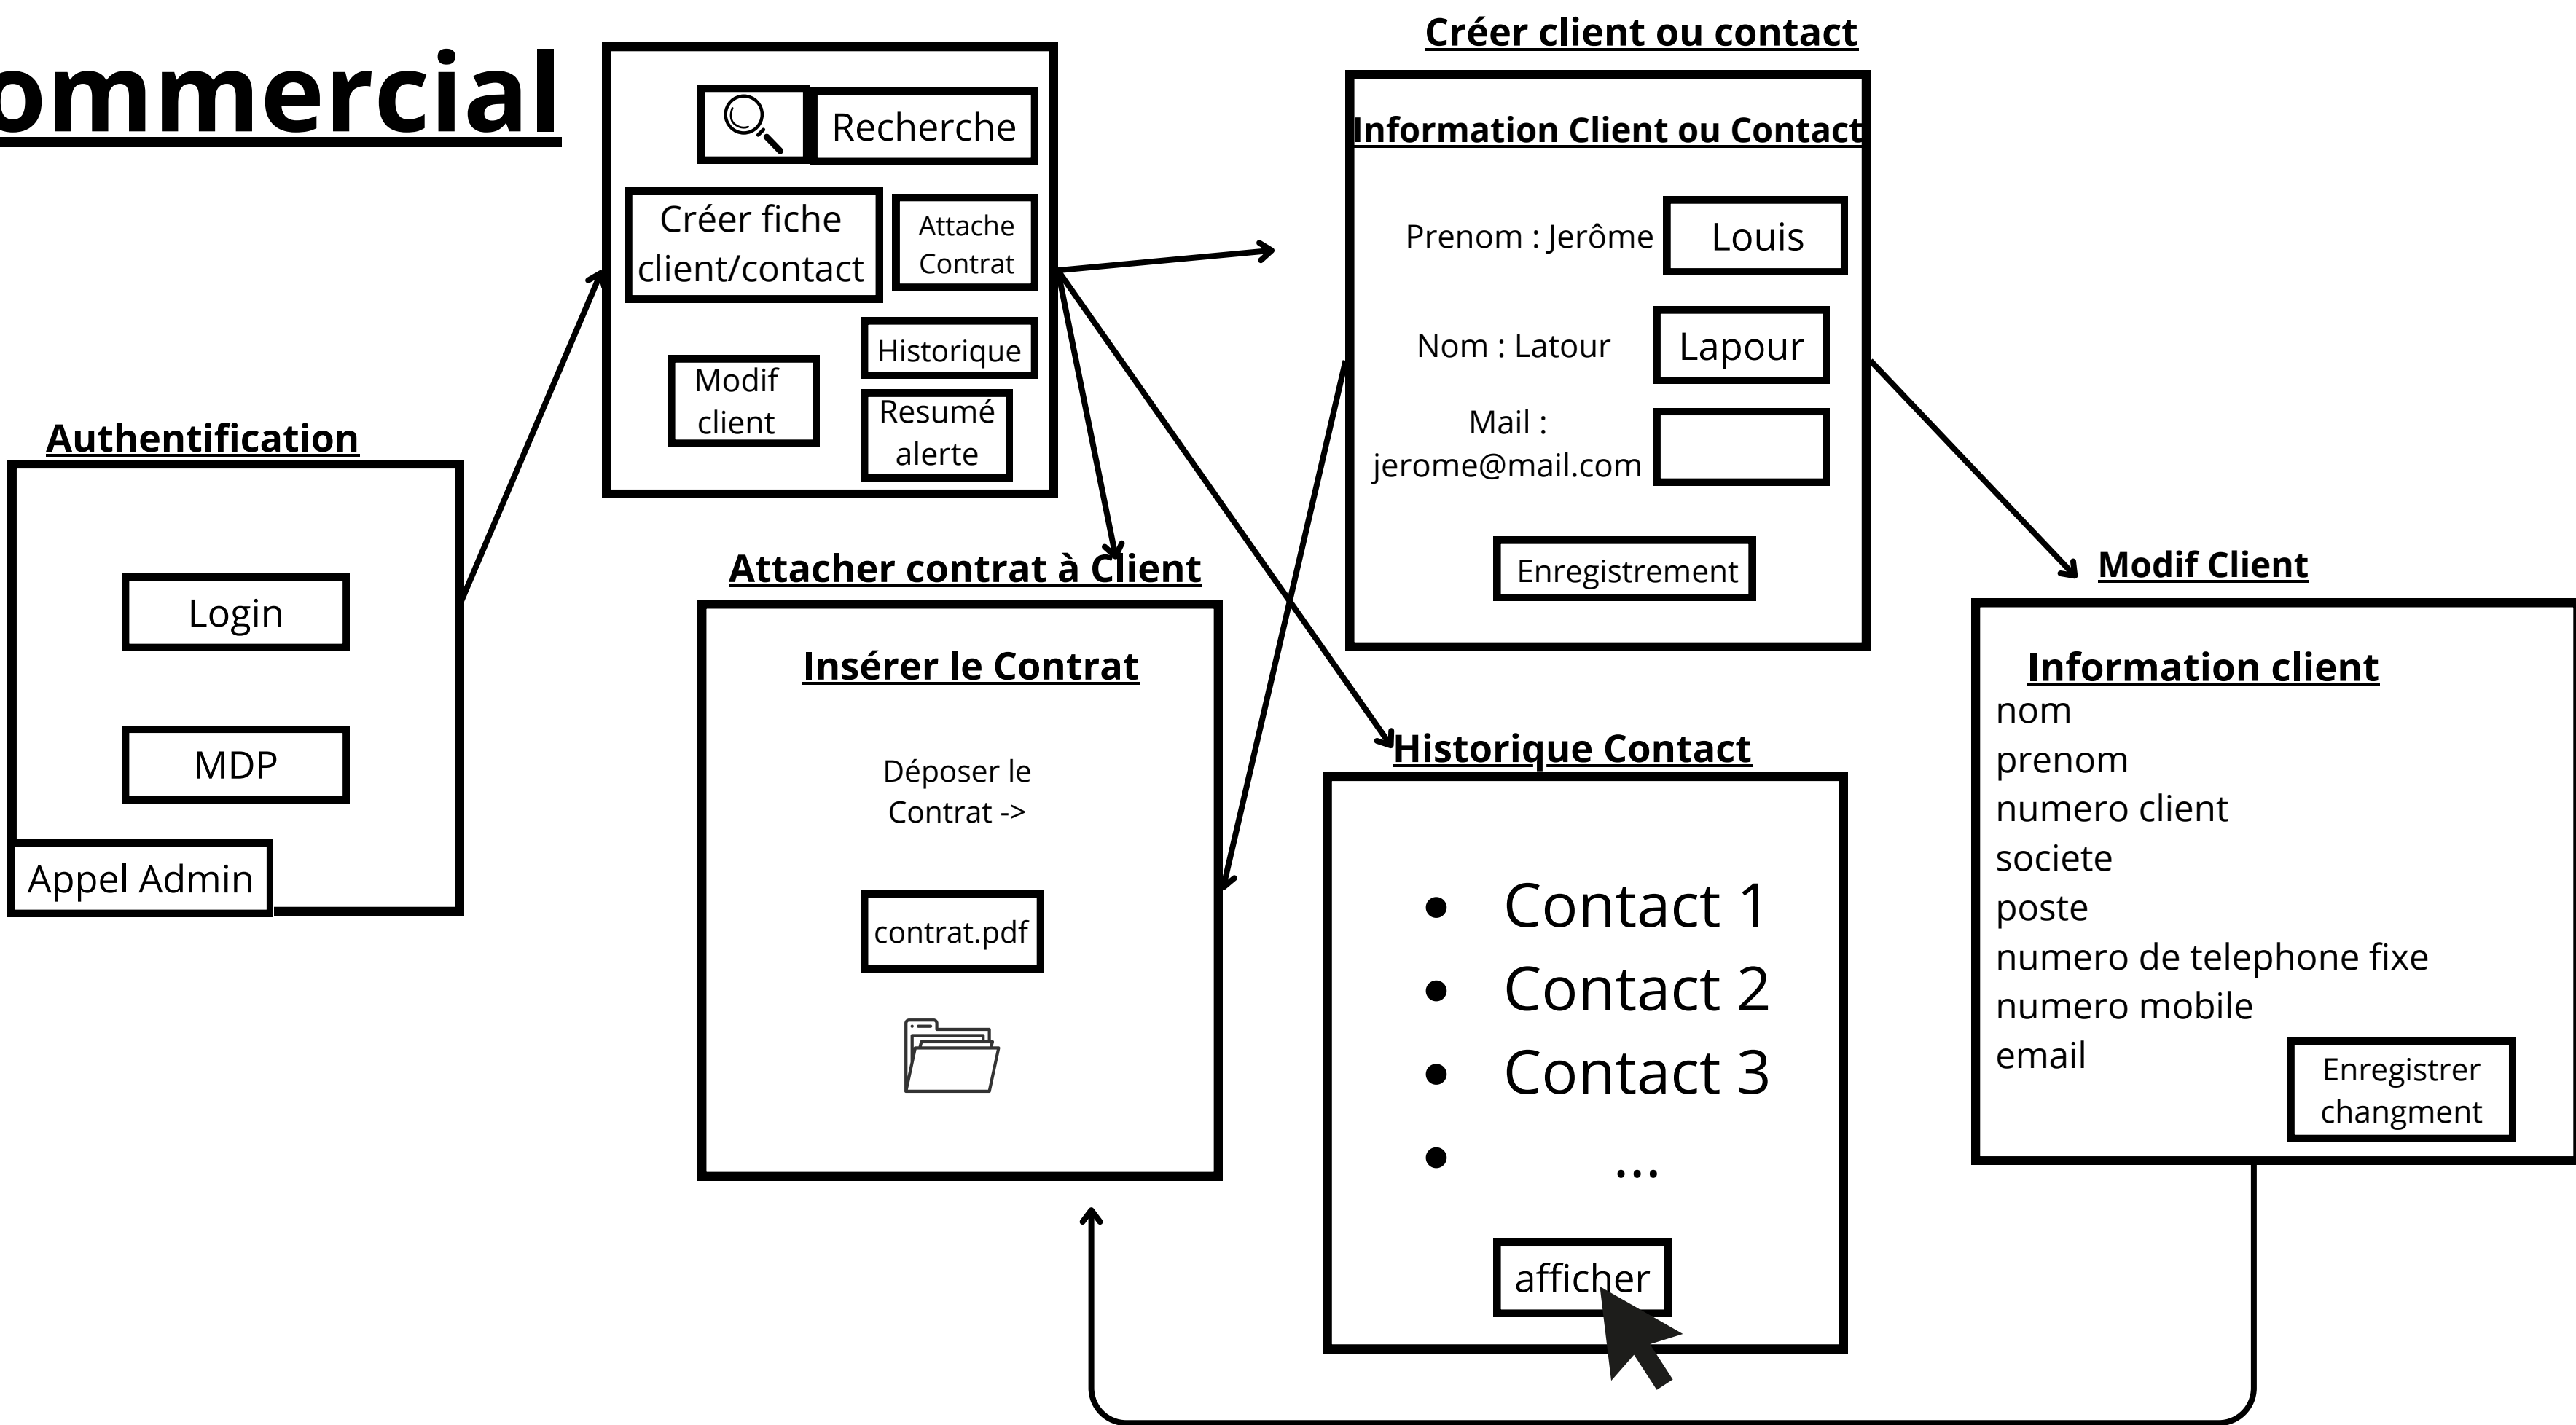 ommercial
Recherche
Créer fiche
client/contact
Attache
Contrat
Historique
Modif
client
Resumé
alerte
Créer client ou contact
Information Client ou Contact
Prenom : Jerôme
Louis
Nom : Latour
Lapour
Mail :
jerome@mail.com
Enregistrement
Authentification
Login
MDP
Appel Admin
Attacher contrat à Client
Insérer le Contrat
Déposer le
Contrat ->
contrat.pdf
Historique Contact
• Contact 1
• Contact 2
• Contact 3
• ...
afficher
Modif Client
Information client
nom
prenom
numero client
societe
poste
numero de telephone fixe
numero mobile
email
Enregistrer
changment